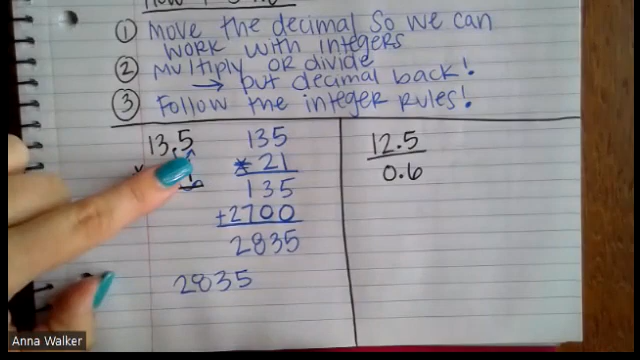 ① Move the decimal so we can
work with integers
② Multiply or divide
→ put decimal back!
③ Follow the integer rules!
13.5
135
* 21
135
+2700
2835
2835
12.5
0.6
Anna Walker